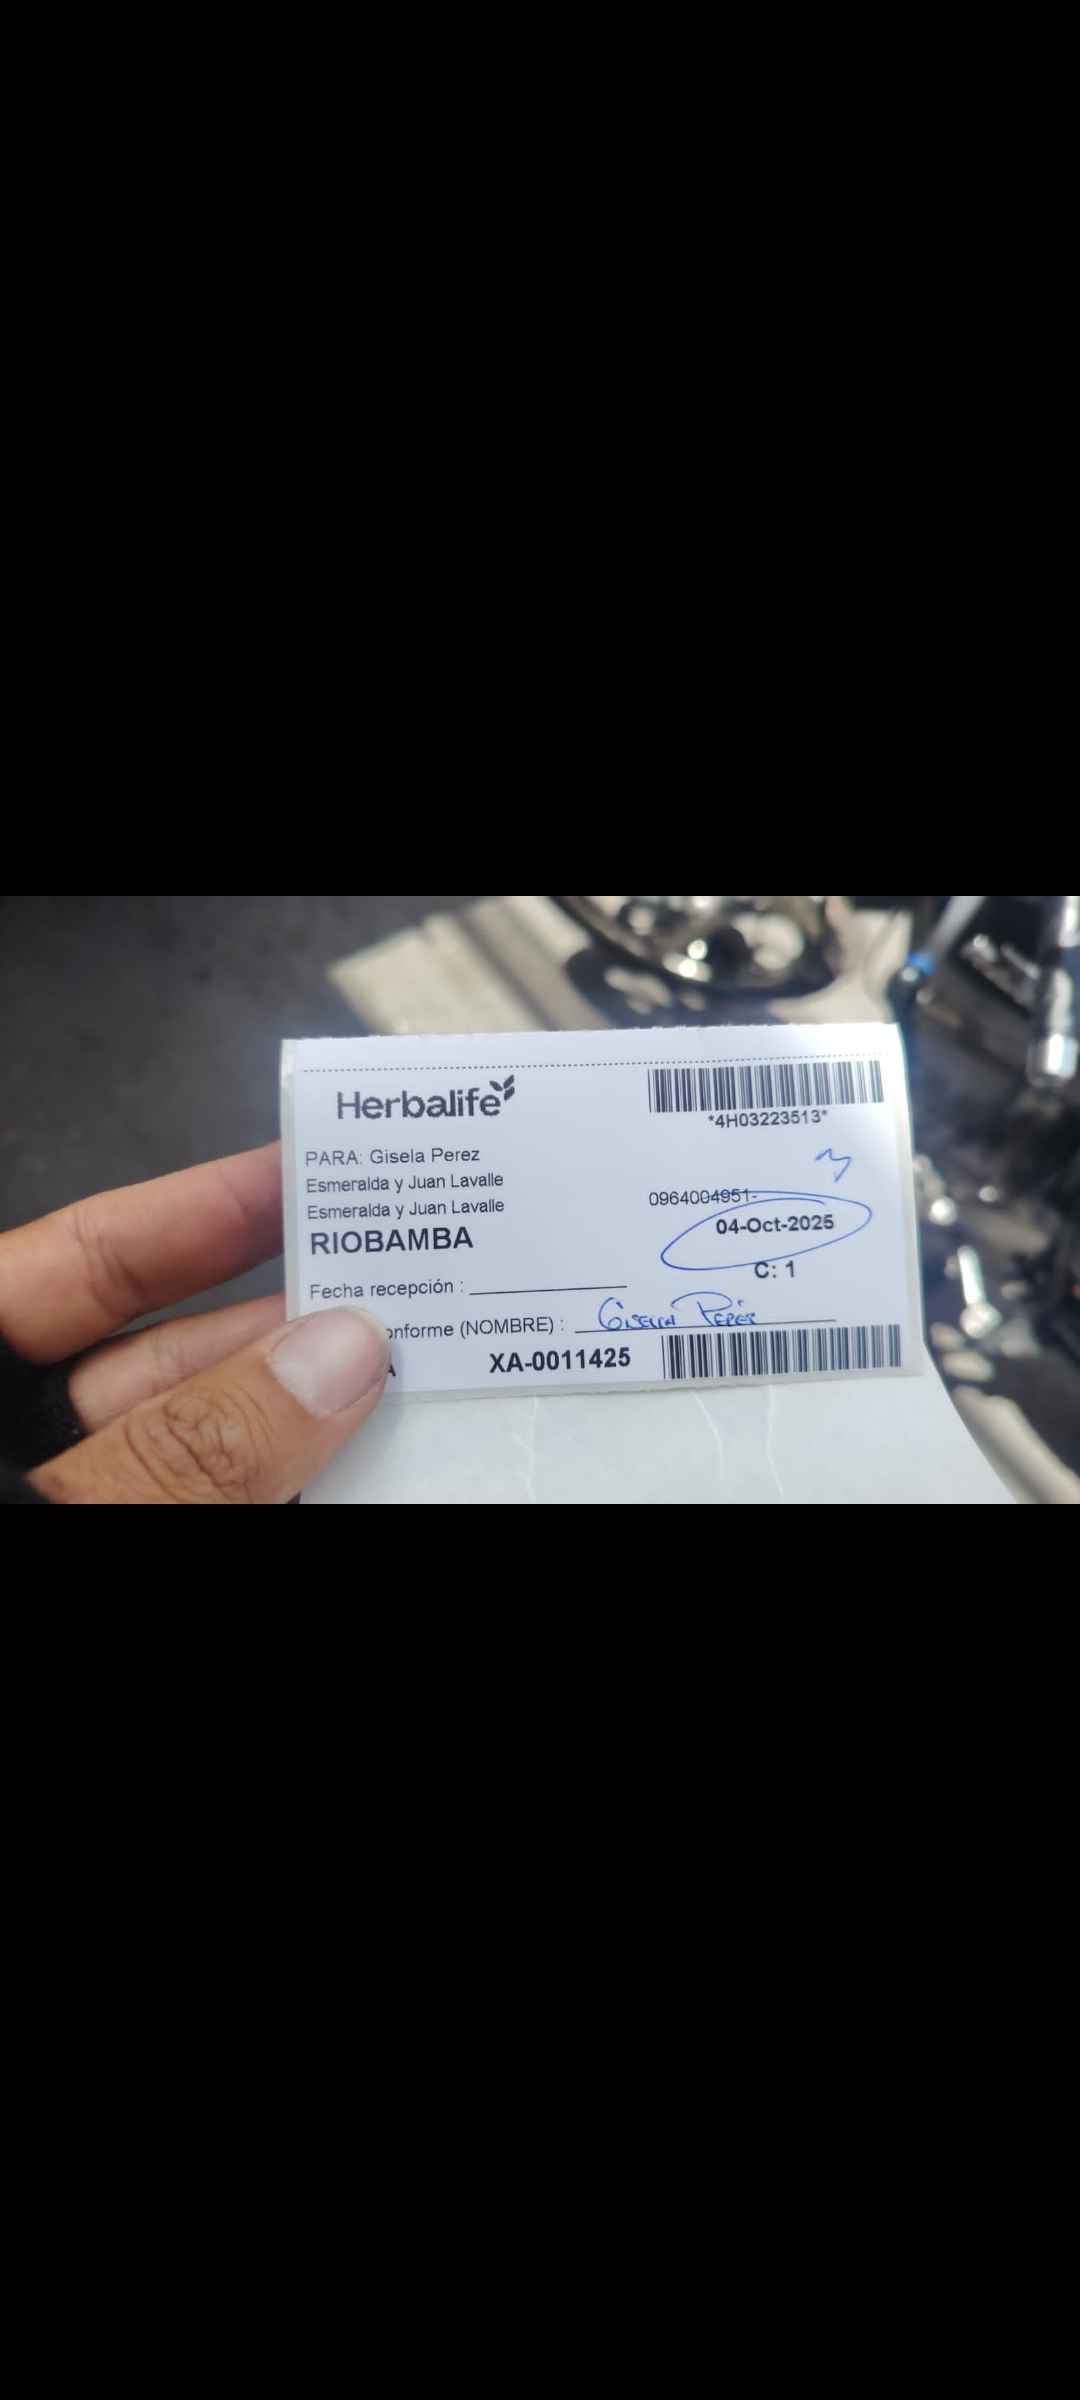 Herbalife
*4H03223513*
PARA: Gisela Perez
Esmeralda y Juan Lavalle
Esmeralda y Juan Lavalle
0964004951-
RIOBAMBA
04-Oct-2025
C: 1
Fecha recepción :
onforme (NOMBRE) : Gisella Perez
A XA-0011425